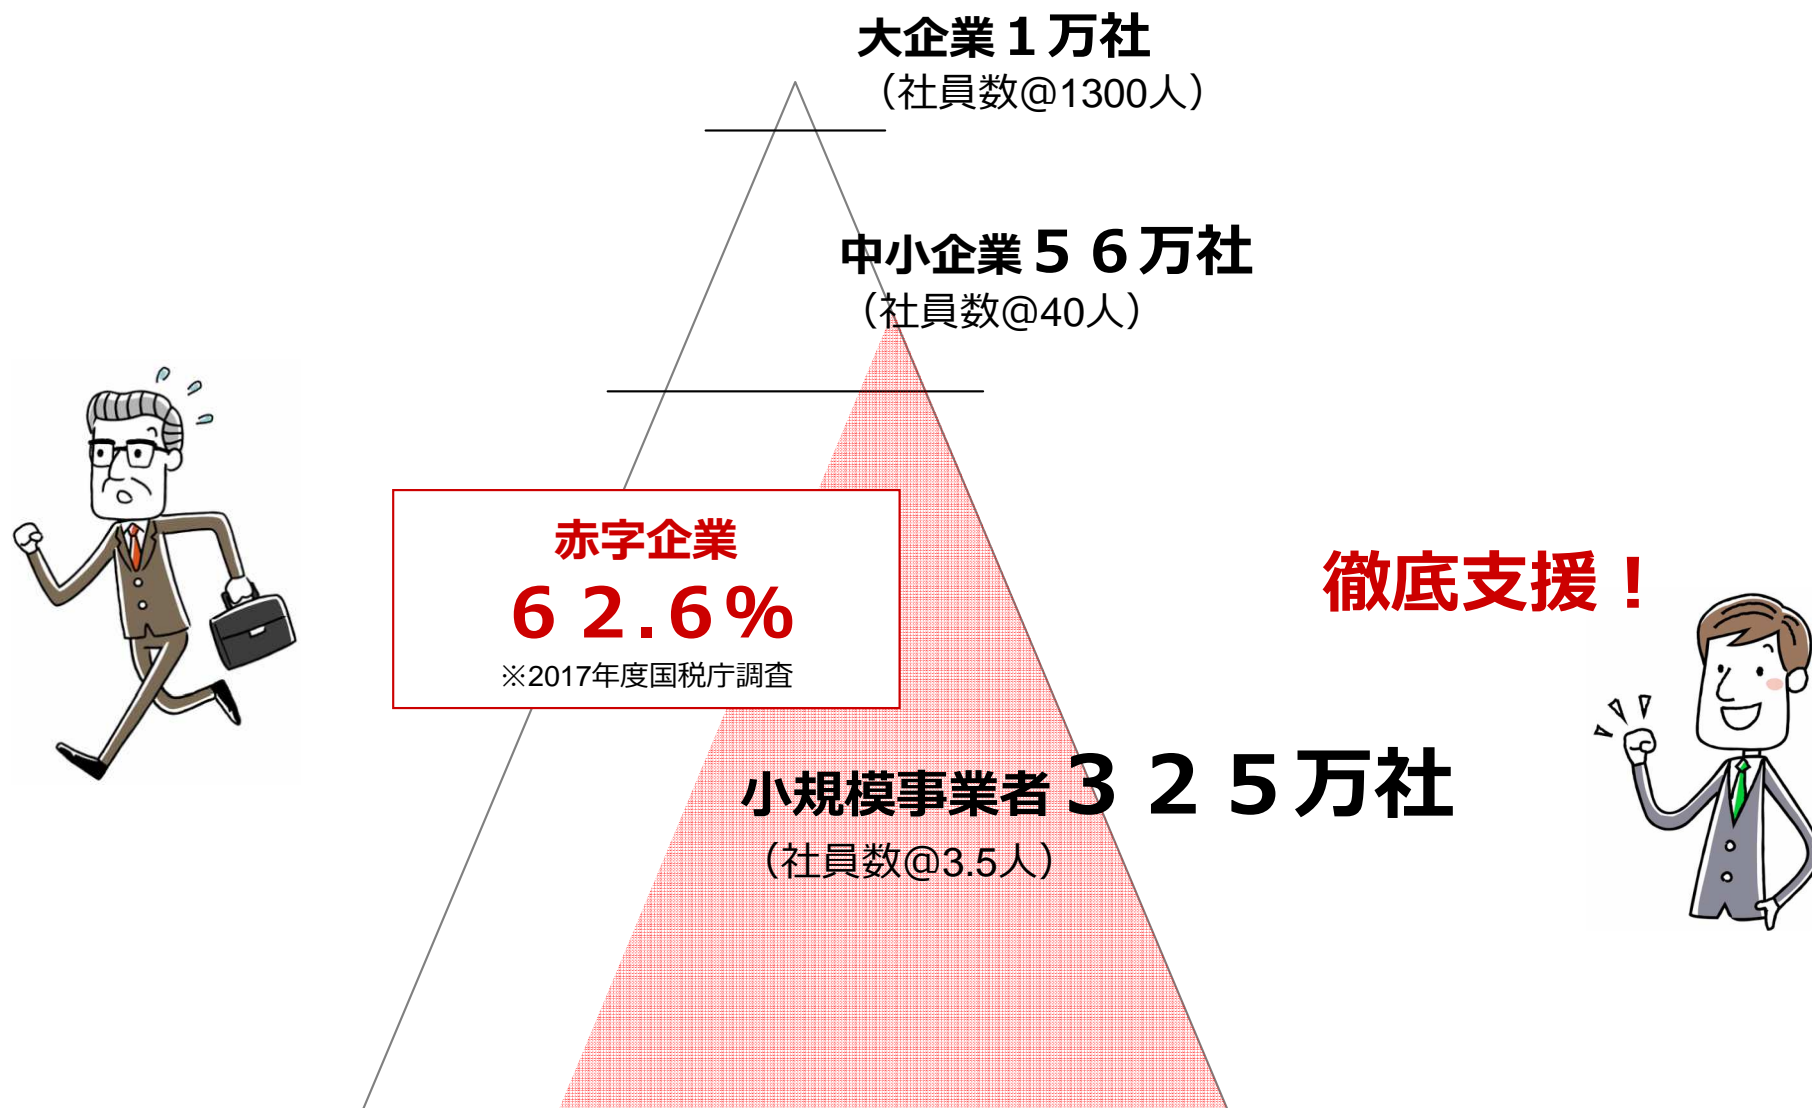 大企業１万社
（社員数@1300人）
中小企業５６万社
（社員数@40人）
赤字企業
６２.６%
※2017年度国税庁調査
徹底支援！
小規模事業者３２５万社
（社員数@3.5人）